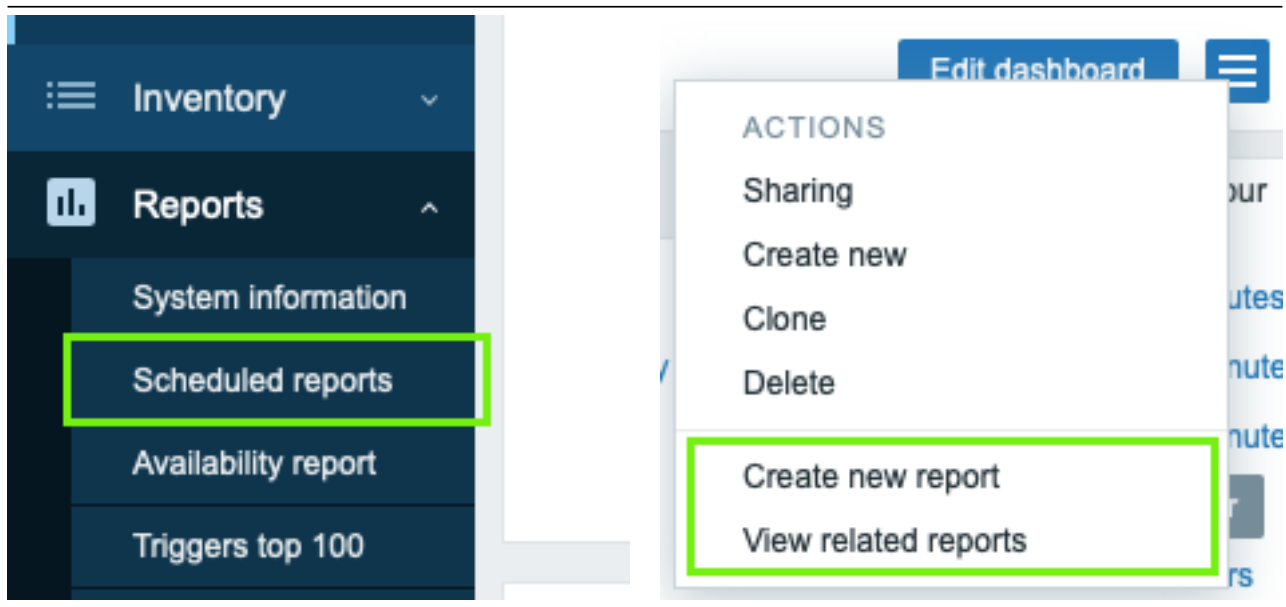 Inventory
Reports
System information
Scheduled reports
Availability report
Triggers top 100
Edit dashboard
ACTIONS
Sharing
Create new
Clone
Delete
Create new report
View related reports